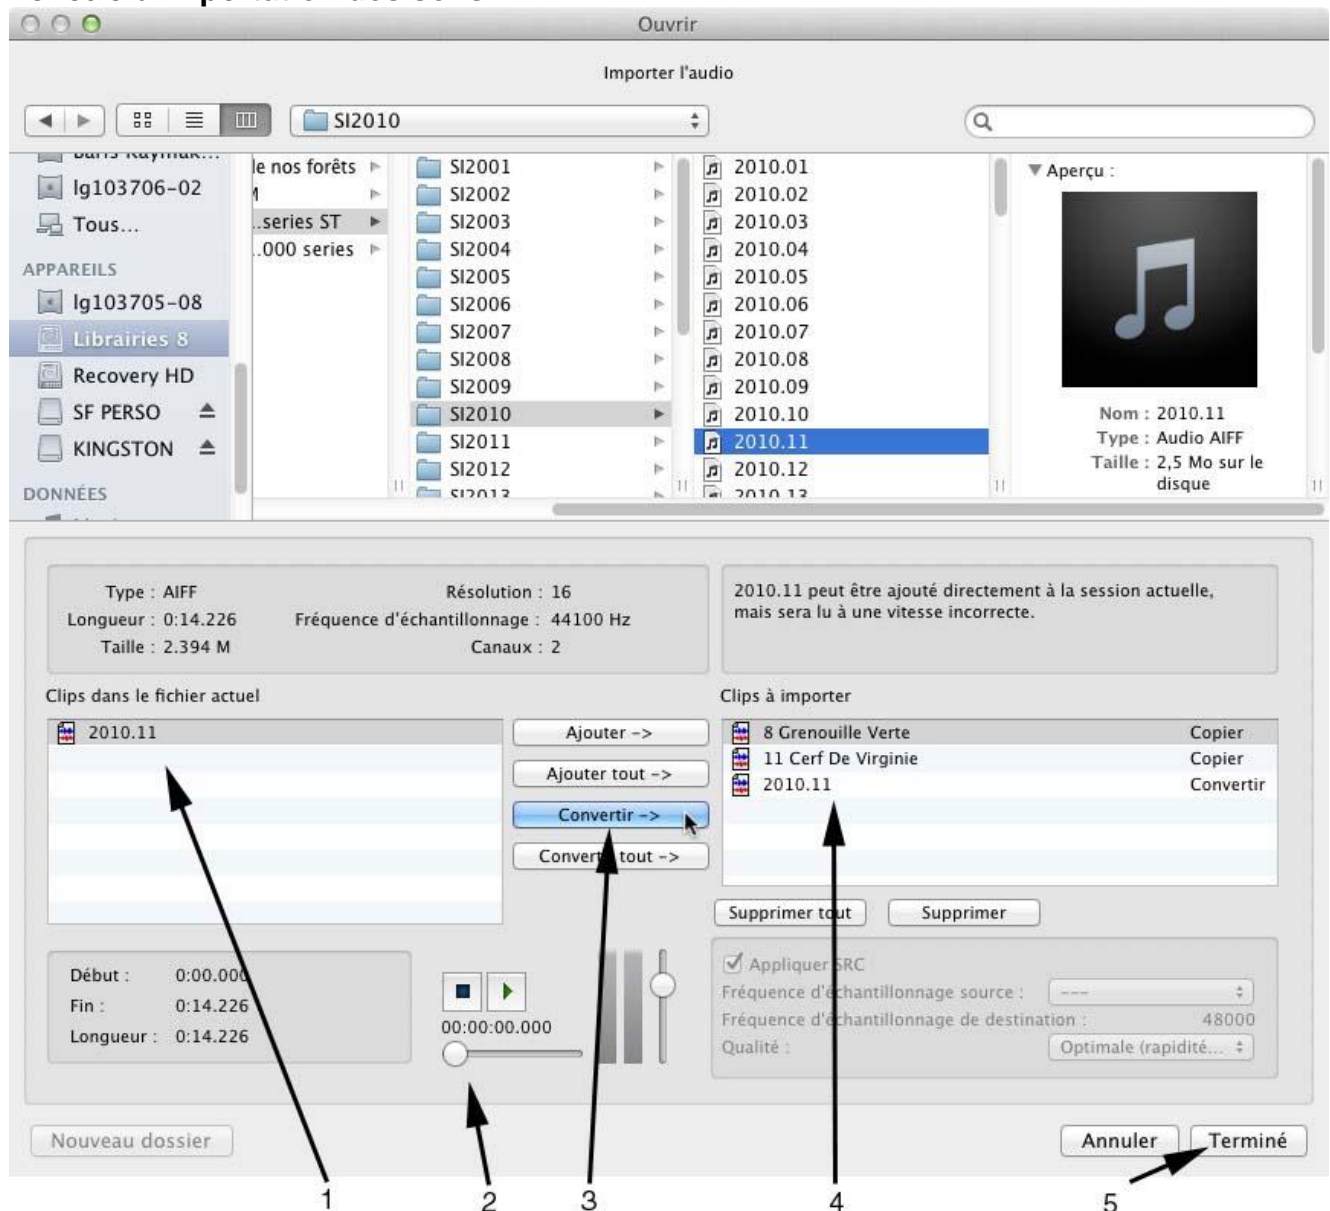 Ouvrir
Importer l'audio
SI2010
lg103706-02
Tous...
APPAREILS
lg103705-08
Librairies 8
Recovery HD
SF PERSO
KINGSTON
DONNÉES
le nos forêts
...series ST
...000 series
SI2001
SI2002
SI2003
SI2004
SI2005
SI2006
SI2007
SI2008
SI2009
SI2010
SI2011
SI2012
SI2013
2010.01
2010.02
2010.03
2010.04
2010.05
2010.06
2010.07
2010.08
2010.09
2010.10
2010.11
2010.12
2010.13
Aperçu :
Nom : 2010.11
Type : Audio AIFF
Taille : 2,5 Mo sur le
disque
Type : AIFF Résolution : 16
Longueur : 0:14.226 Fréquence d'échantillonnage : 44100 Hz
Taille : 2.394 M Canaux : 2
2010.11 peut être ajouté directement à la session actuelle,
mais sera lu à une vitesse incorrecte.
Clips dans le fichier actuel
2010.11
Ajouter ->
Ajouter tout ->
Convertir ->
Convertir tout ->
Clips à importer
8 Grenouille Verte Copier
11 Cerf De Virginie Copier
2010.11 Convertir
Supprimer tout Supprimer
Début : 0:00.000
Fin : 0:14.226
Longueur : 0:14.226
00:00:00.000
Appliquer SRC
Fréquence d'échantillonnage source : ---
Fréquence d'échantillonnage de destination : 48000
Qualité : Optimale (rapidité...
Nouveau dossier Annuler Terminé
1 2 3 4 5